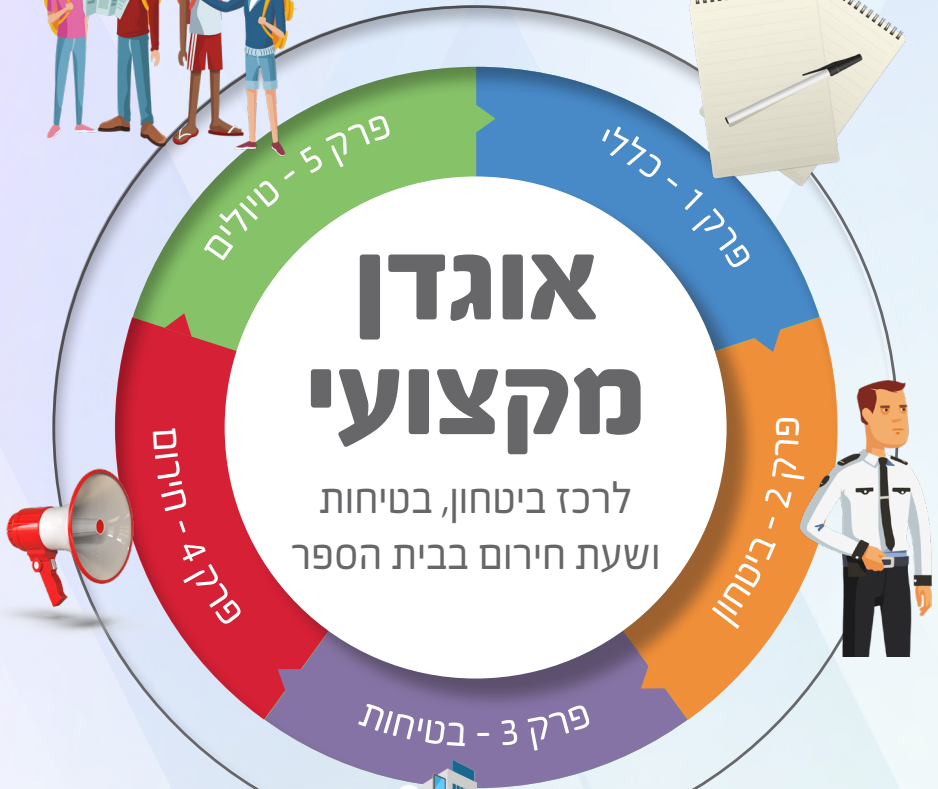 אוגדן
מקצועי
לרכז ביטחון, בטיחות
ושעת חירום בבית הספר
פרק 1 - כללי
פרק 2 - ביטחון
פרק 3 - בטיחות
פרק 4 - חירום
פרק 5 - טיולים